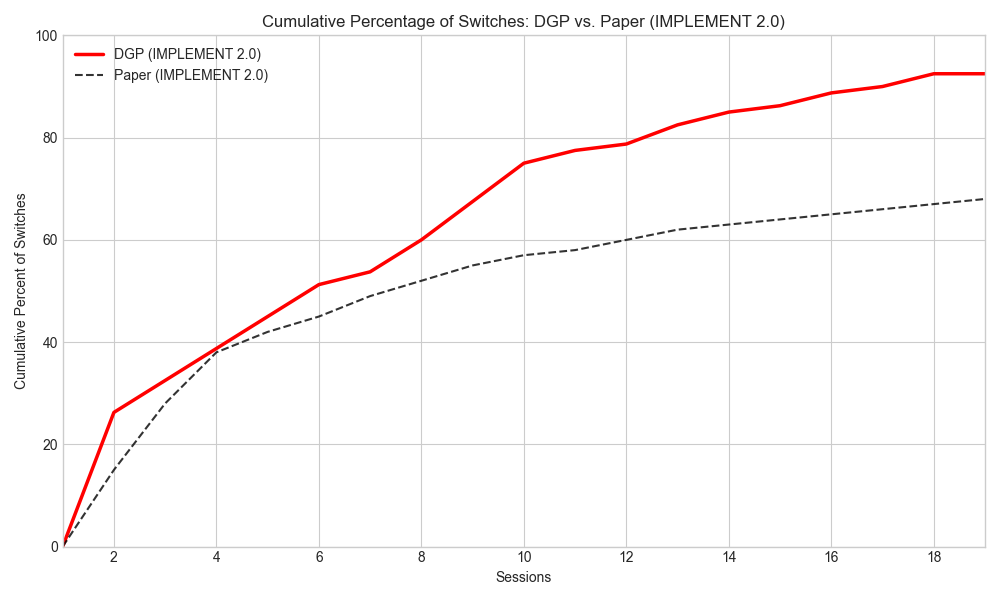 Cumulative Percentage of Switches: DGP vs. Paper (IMPLEMENT 2.0)
DGP (IMPLEMENT 2.0)
Paper (IMPLEMENT 2.0)
Cumulative Percent of Switches
100
80
60
40
20
0
2 4 6 8 10 12 14 16 18
Sessions